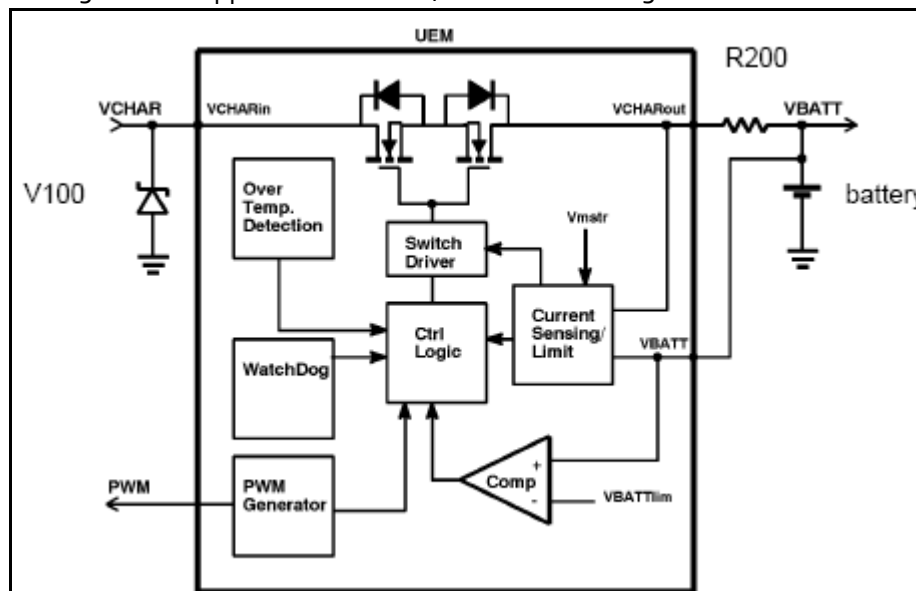 UEM
R200
VCHAR
VCHARin
VCHARout
VBATT
V100
Over
Temp.
Detection
Vmstr
battery
Switch
Driver
Current
Sensing/
Limit
Ctrl
Logic
VBATT
WatchDog
PWM
PWM
Generator
+
Comp
-
VBATTlim